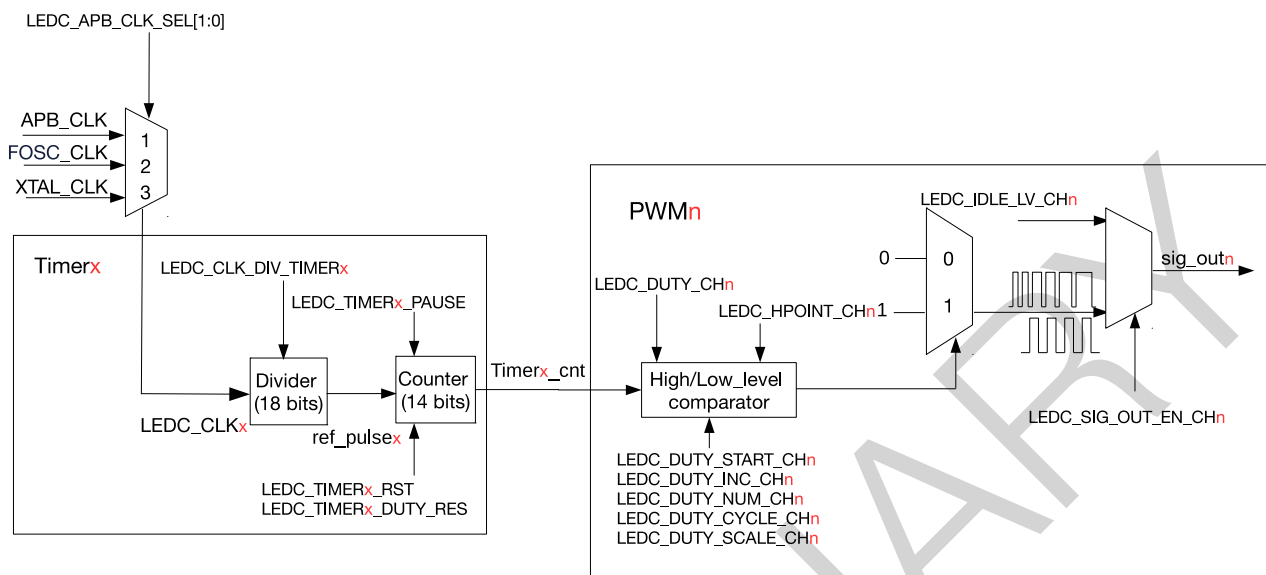 LEDC_APB_CLK_SEL[1:0]
APB_CLK
FOSC_CLK
XTAL_CLK
1
2
3
Timerx
LEDC_CLK_DIV_TIMERx
LEDC_TIMERx_PAUSE
Divider
(18 bits)
Counter
(14 bits)
LEDC_CLKx
ref_pulsex
LEDC_TIMERx_RST
LEDC_TIMERx_DUTY_RES
Timerx_cnt
PWMn
LEDC_DUTY_CHn
LEDC_HPOINT_CHn
High/Low_level
comparator
LEDC_DUTY_START_CHn
LEDC_DUTY_INC_CHn
LEDC_DUTY_NUM_CHn
LEDC_DUTY_CYCLE_CHn
LEDC_DUTY_SCALE_CHn
0
1
0
1
LEDC_IDLE_LV_CHn
sig_outn
LEDC_SIG_OUT_EN_CHn